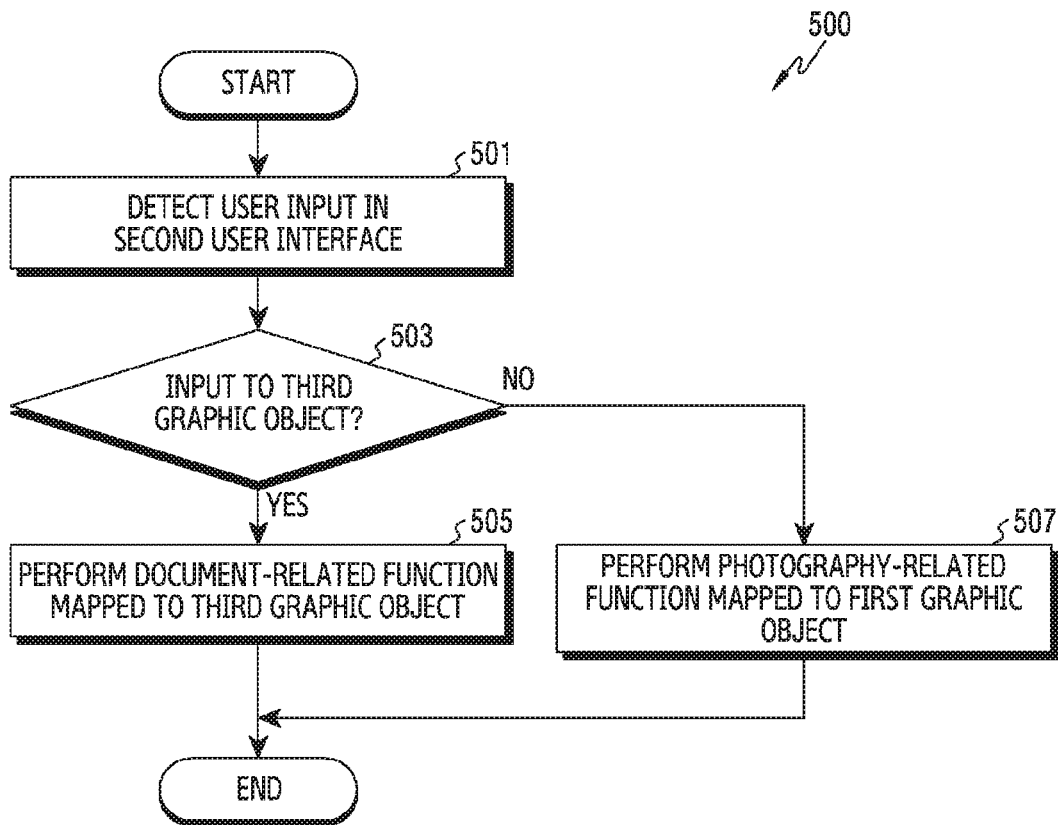 500
START
501
DETECT USER INPUT IN
SECOND USER INTERFACE
503
INPUT TO THIRD
GRAPHIC OBJECT?
NO
YES
505
PERFORM DOCUMENT-RELATED FUNCTION
MAPPED TO THIRD GRAPHIC OBJECT
507
PERFORM PHOTOGRAPHY-RELATED
FUNCTION MAPPED TO FIRST GRAPHIC
OBJECT
END